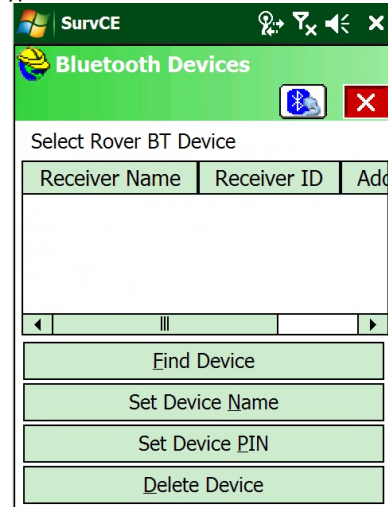 SurvCE
Bluetooth Devices
Select Rover BT Device
Receiver Name Receiver ID Add
Find Device
Set Device Name
Set Device PIN
Delete Device